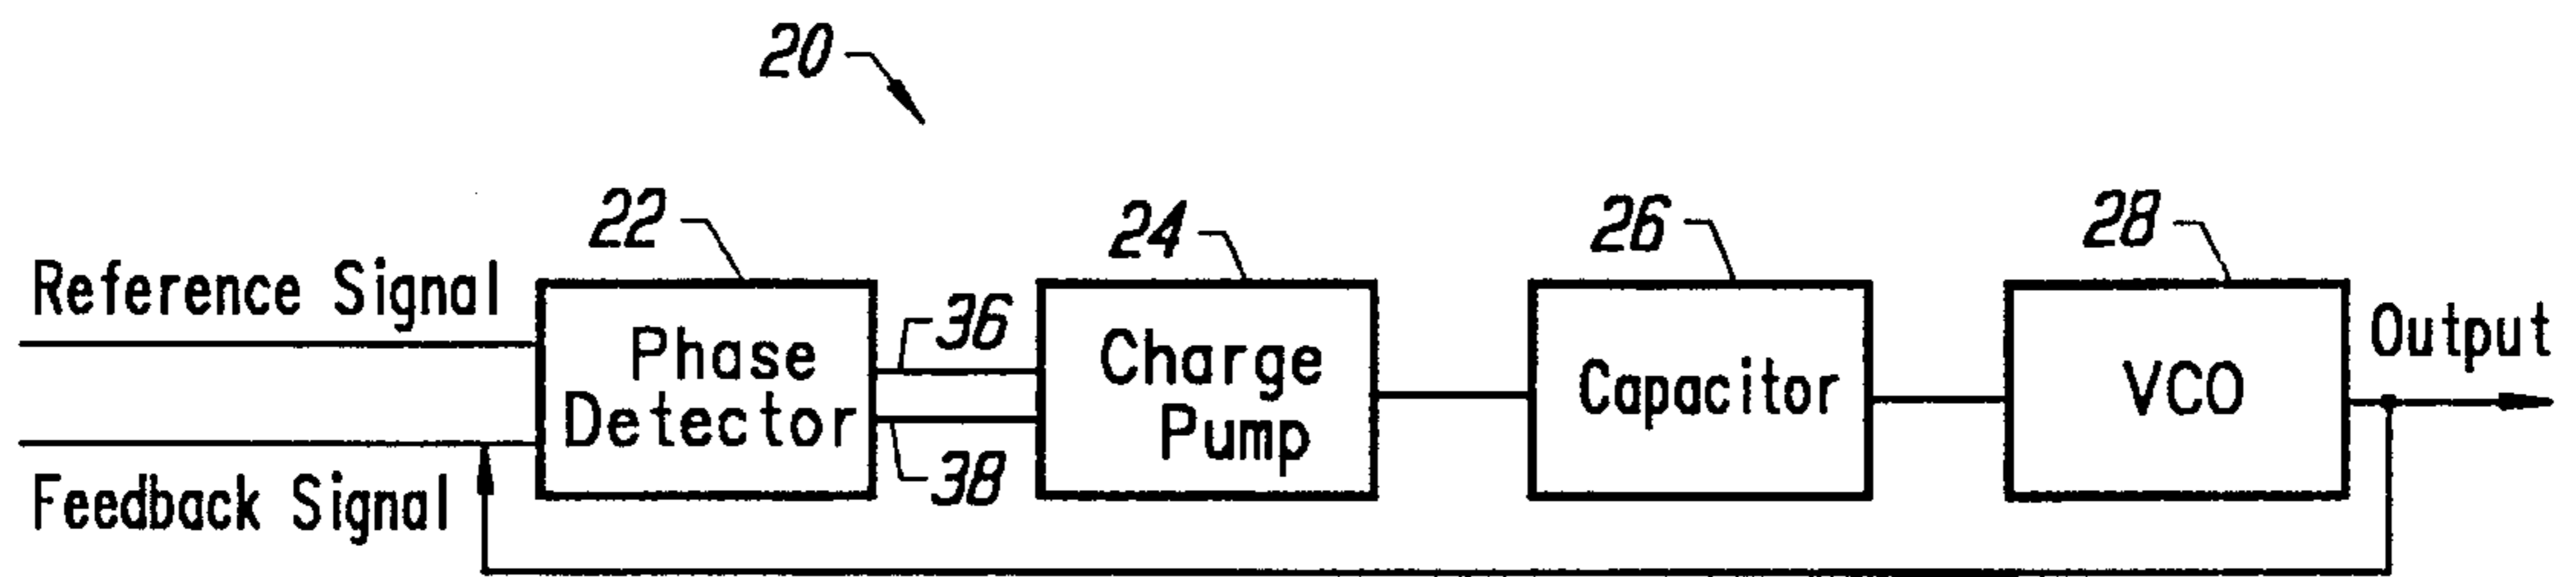 20
22
24
26
28
Reference Signal
36
Output
Phase
Detector
Charge
Pump
Capacitor
VCO
38
Feedback Signal